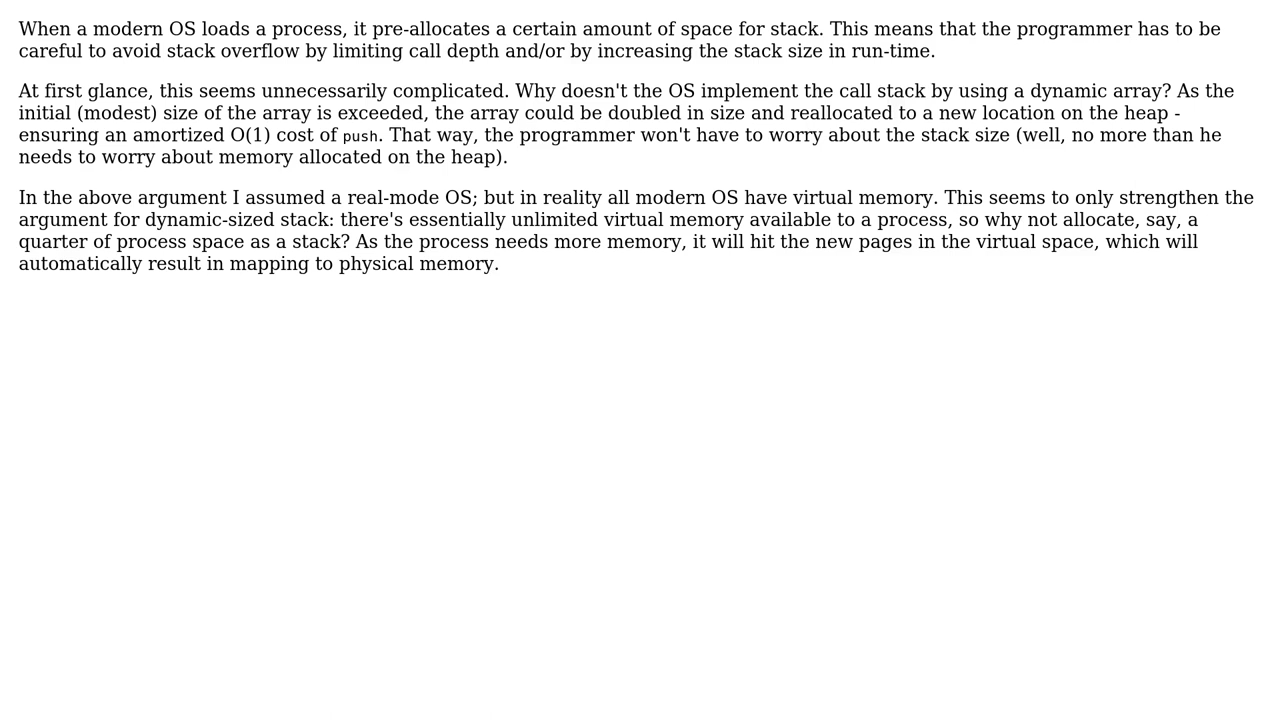 When a modern OS loads a process, it pre-allocates a certain amount of space for stack. This means that the programmer has to be
careful to avoid stack overflow by limiting call depth and/or by increasing the stack size in run-time.
At first glance, this seems unnecessarily complicated. Why doesn't the OS implement the call stack by using a dynamic array? As the
initial (modest) size of the array is exceeded, the array could be doubled in size and reallocated to a new location on the heap -
ensuring an amortized O(1) cost of push. That way, the programmer won't have to worry about the stack size (well, no more than he
needs to worry about memory allocated on the heap).
In the above argument I assumed a real-mode OS; but in reality all modern OS have virtual memory. This seems to only strengthen the
argument for dynamic-sized stack: there's essentially unlimited virtual memory available to a process, so why not allocate, say, a
quarter of process space as a stack? As the process needs more memory, it will hit the new pages in the virtual space, which will
automatically result in mapping to physical memory.